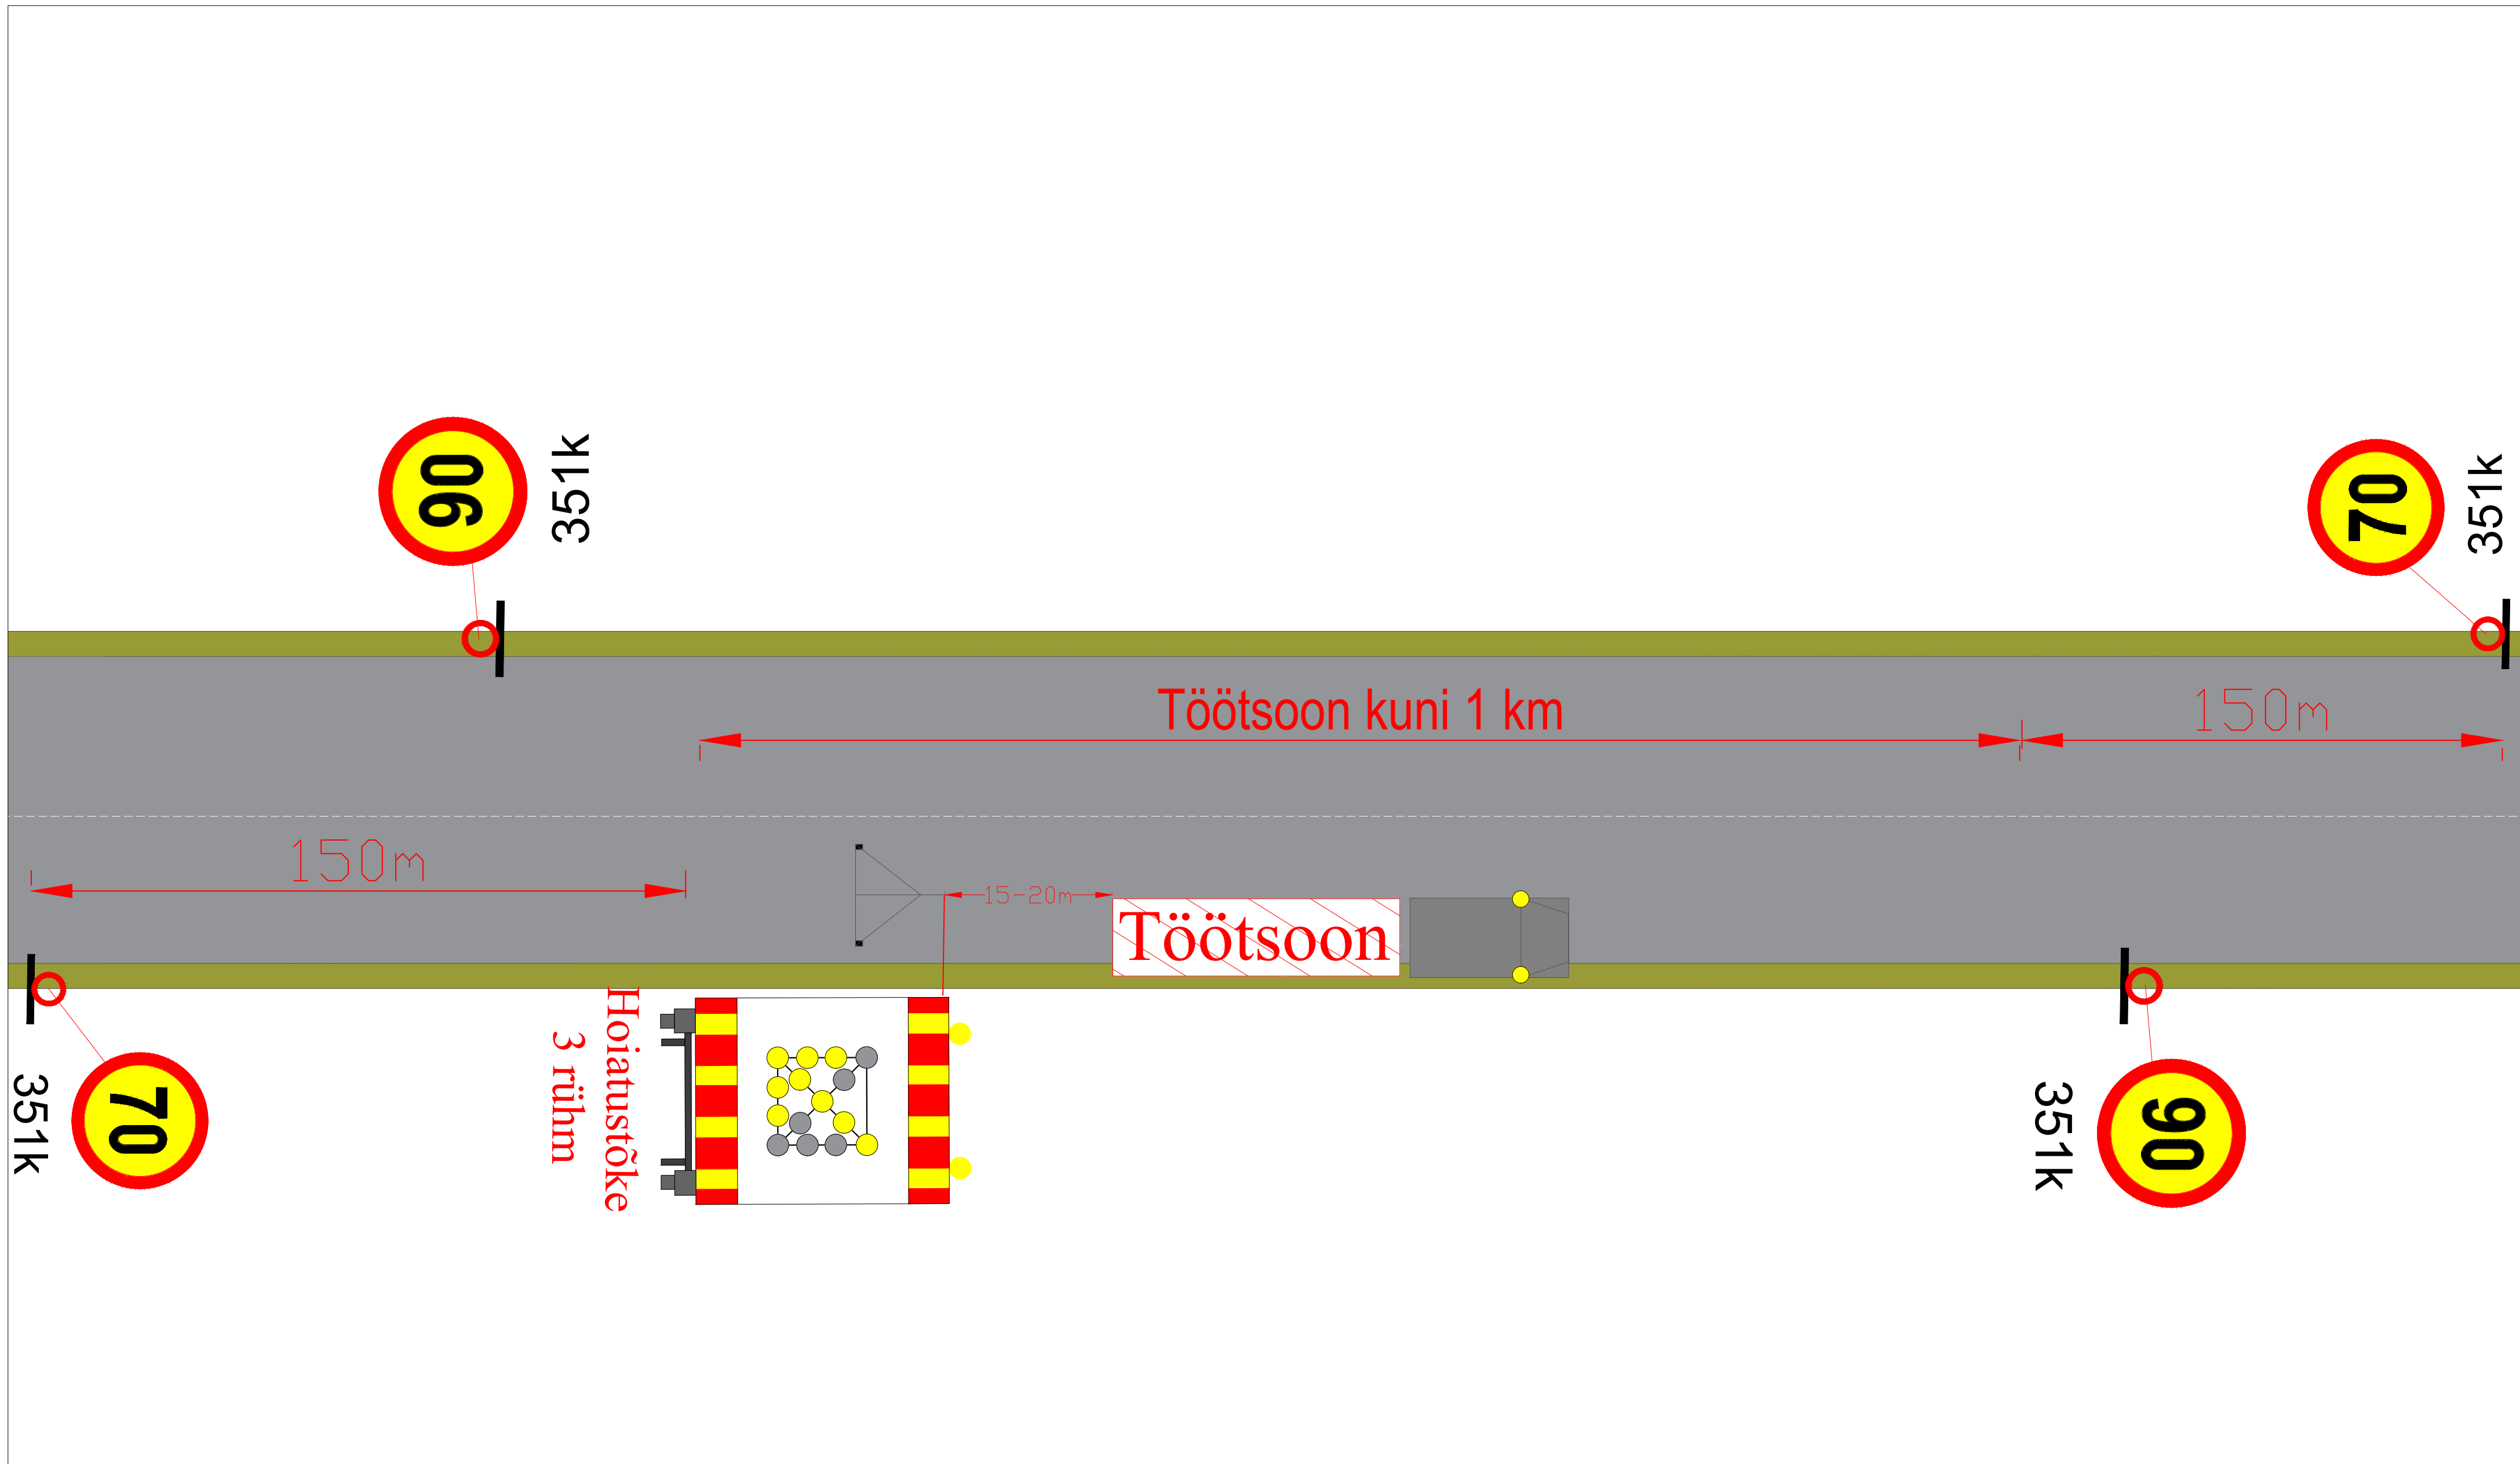 90
351k
70
351k
Töötsoon kuni 1 km
150m
150m
15-20m
Töötsoon
Hoiatustõke
3 rühm
70
351k
351k
90